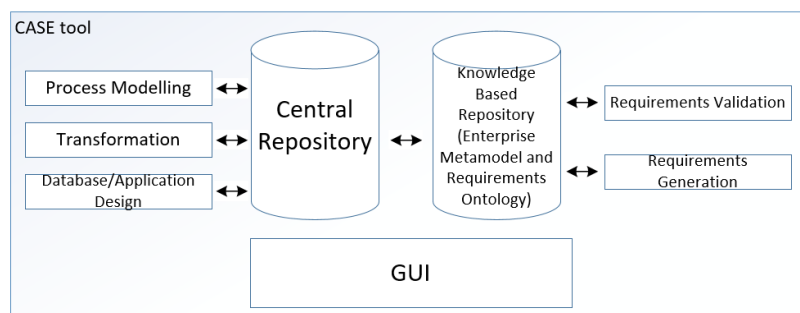 CASE tool
Process Modelling
Transformation
Database/Application
Design
Central
Repository
Knowledge
Based
Repository
(Enterprise
Metamodel and
Requirements
Ontology)
Requirements Validation
Requirements
Generation
GUI